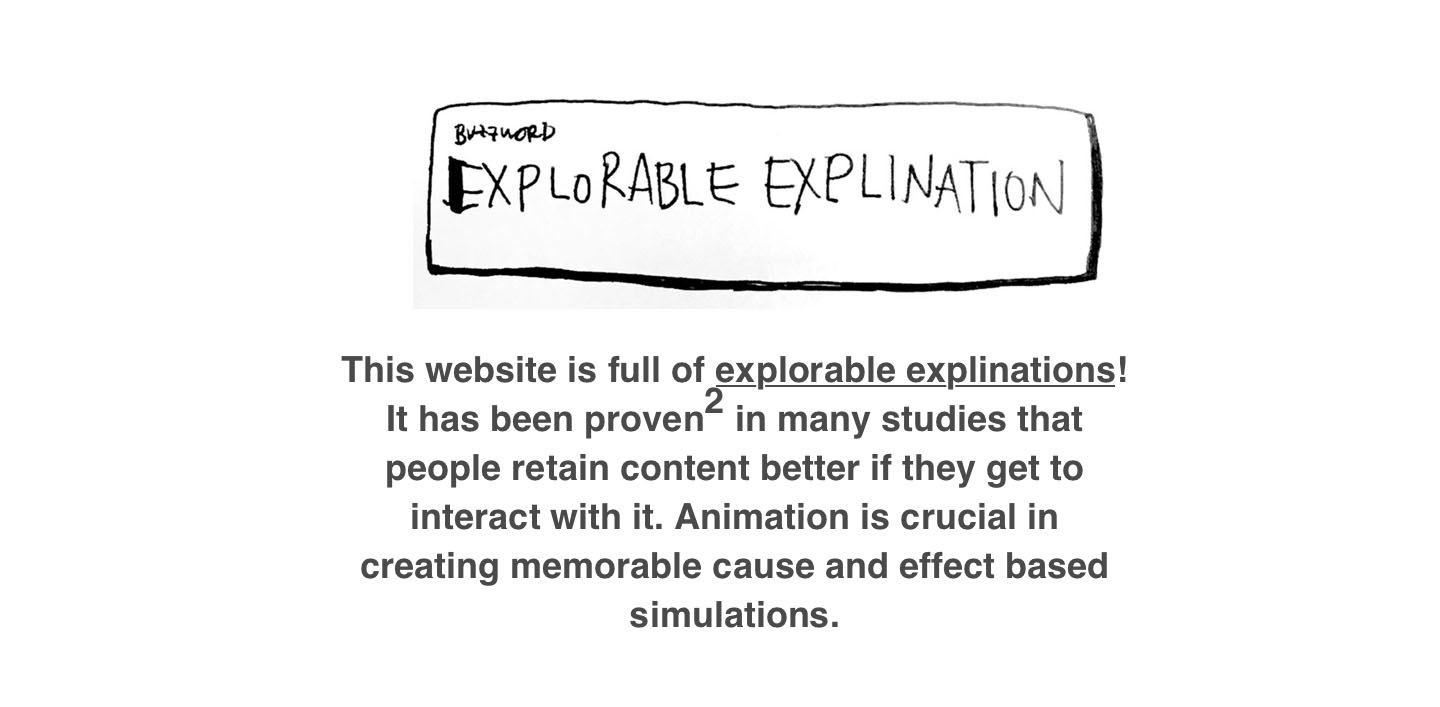 BUZZWORD
EXPLORABLE EXPLINATION
This website is full of explorable explinations!
It has been proven² in many studies that
people retain content better if they get to
interact with it. Animation is crucial in
creating memorable cause and effect based
simulations.